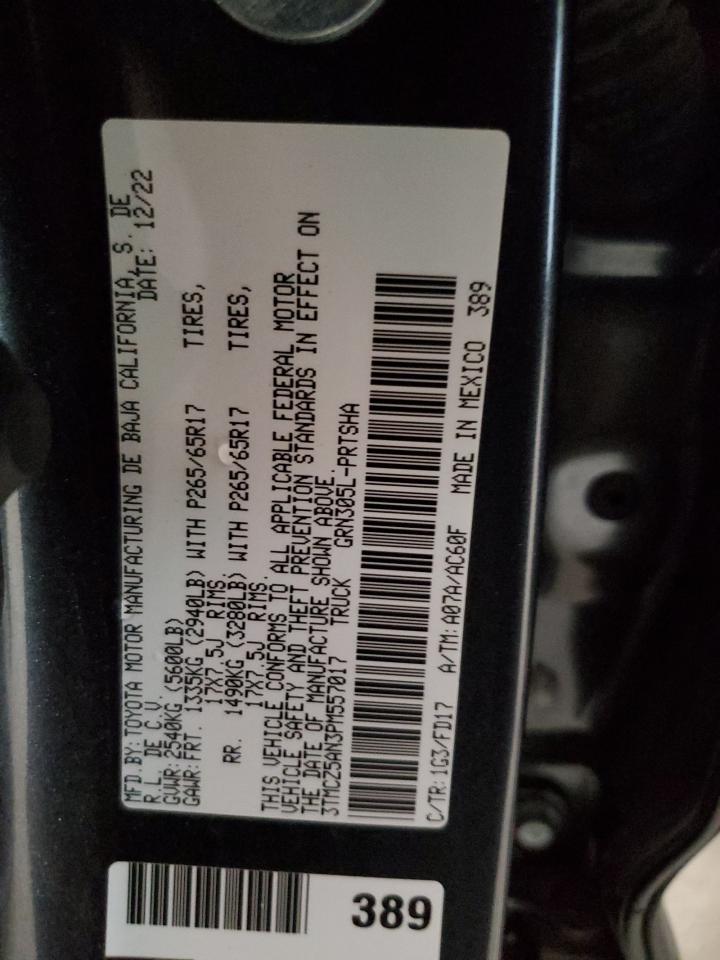 MFD.BY: TOYOTA MOTOR MANUFACTURING DE BAJA CALIFORNIA, S. DE
R.L. DE C.V. DATE: 12/22
GVWR: 2540KG (5600LB)
GAWR: FRT. 1335KG (2940LB) WITH P265/65R17 TIRES,
17X7.5J RIMS.
RR. 1490KG (3280LB) WITH P265/65R17 TIRES,
17X7.5J RIMS.
THIS VEHICLE CONFORMS TO ALL APPLICABLE FEDERAL MOTOR
VEHICLE SAFETY AND THEFT PREVENTION STANDARDS IN EFFECT ON
THE DATE OF MANUFACTURE SHOWN ABOVE.
3TMCZ5AN3PM557017 TRUCK GRN305L-PRTSHA
C/TR: 1G3/FD17 A/TM: A07A/AC60F MADE IN MEXICO 389
389